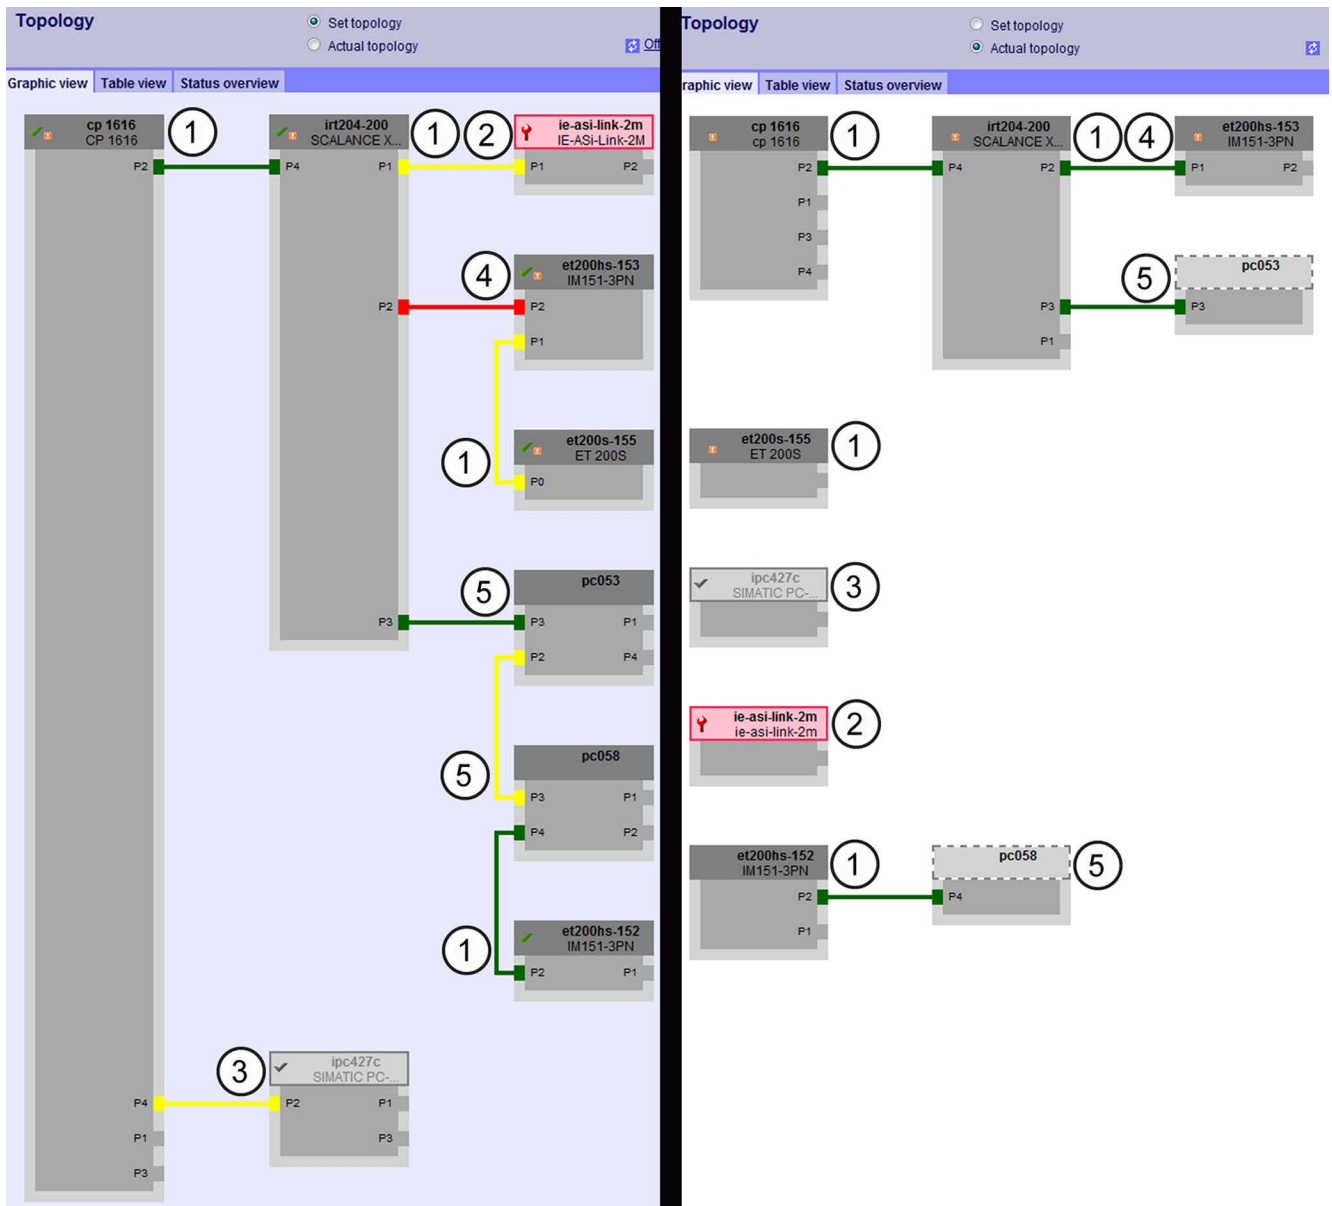 Topology
Set topology
Actual topology
Off
Graphic view Table view Status overview
cp 1616
CP 1616
1
P2
irt204-200
SCALANCE X...
P4 P1
1 2
ie-asi-link-2m
IE-ASi-Link-2M
P1 P2
4
et200hs-153
IM151-3PN
P2 P2
P1
1
et200s-155
ET 200S
P0
5
pc053
P3 P3 P1
P2 P4
pc058
5
P3 P1
P4 P2
1
et200hs-152
IM151-3PN
P2 P1
3
ipc427c
SIMATIC PC-...
P4 P2 P1
P1 P3
P3
Topology
Set topology
Actual topology
raphic view Table view Status overview
cp 1616
cp 1616
1
P2
P1
P3
P4
irt204-200
SCALANCE X...
1 4
P4 P2
P3
P1
et200hs-153
IM151-3PN
P1 P2
5
pc053
P3
et200s-155
ET 200S
1
ipc427c
SIMATIC PC-...
3
ie-asi-link-2m
ie-asi-link-2m
2
et200hs-152
IM151-3PN
1
P2
P1
pc058
5
P4